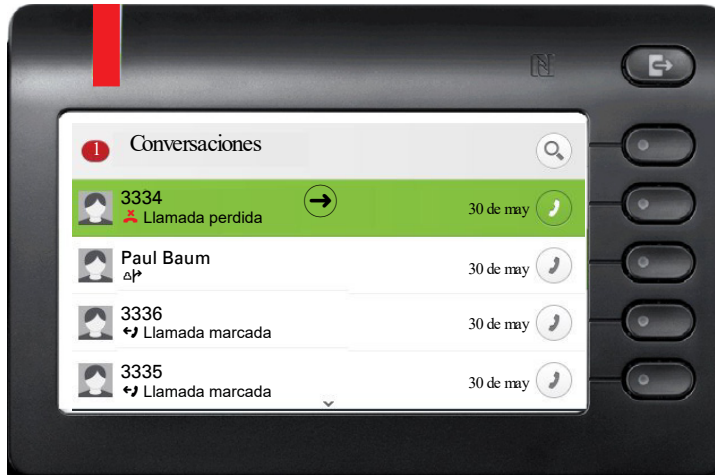 1 Conversaciones
3334
Llamada perdida
30 de may
Paul Baum
30 de may
3336
Llamada marcada
30 de may
3335
Llamada marcada
30 de may